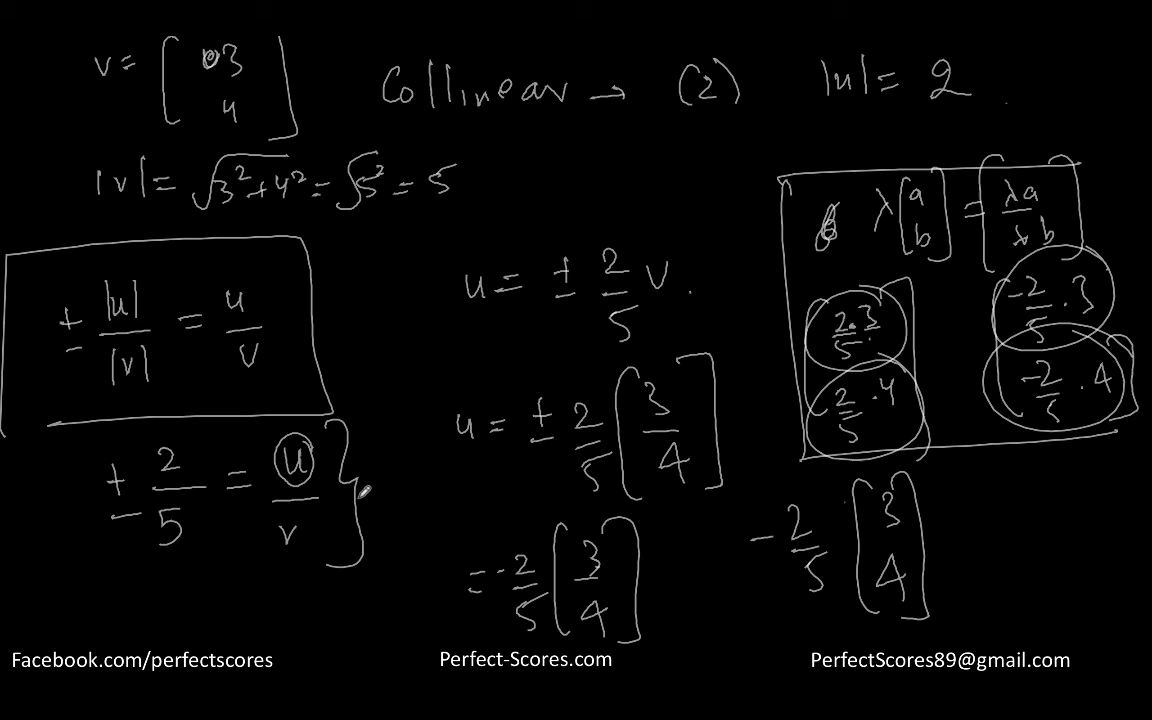 v = [ 3
4 ]
Collinear → (2)
|u| = 2
|v| = √3²+4² = √5² = 5
± |u| / |v| = u / v
± 2 / 5 = u / v
u = ± 2/5 v.
u = ± 2/5 [ 3
4 ]
= -2/5 [ 3
4 ]
λ [ a
b ] = [ λa
λb ]
2/5 · 3
2/5 · 4
-2/5 · 3
-2/5 · 4
-2/5 [ 3
4 ]
Facebook.com/perfectscores
Perfect-Scores.com
PerfectScores89@gmail.com